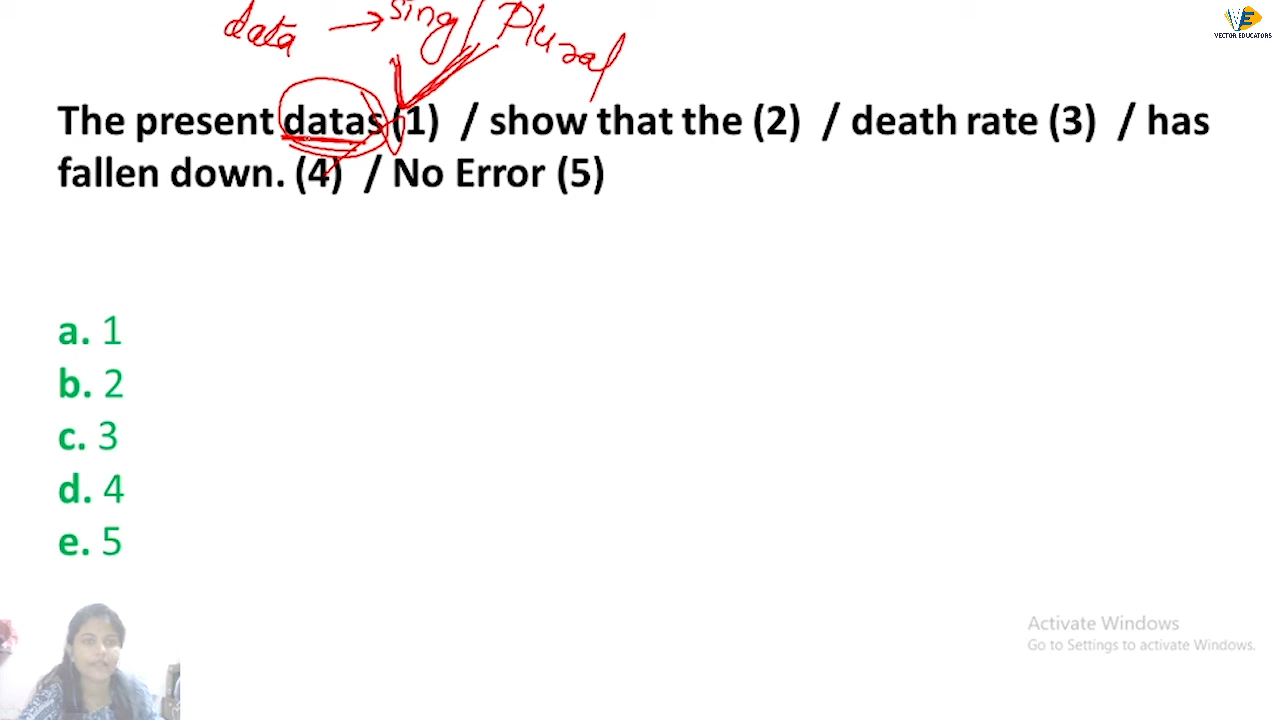 data → sing / Plural
VE
VECTOR EDUCATORS
The present datas (1) / show that the (2) / death rate (3) / has
fallen down. (4) / No Error (5)
a. 1
b. 2
c. 3
d. 4
e. 5
Activate Windows
Go to Settings to activate Windows.